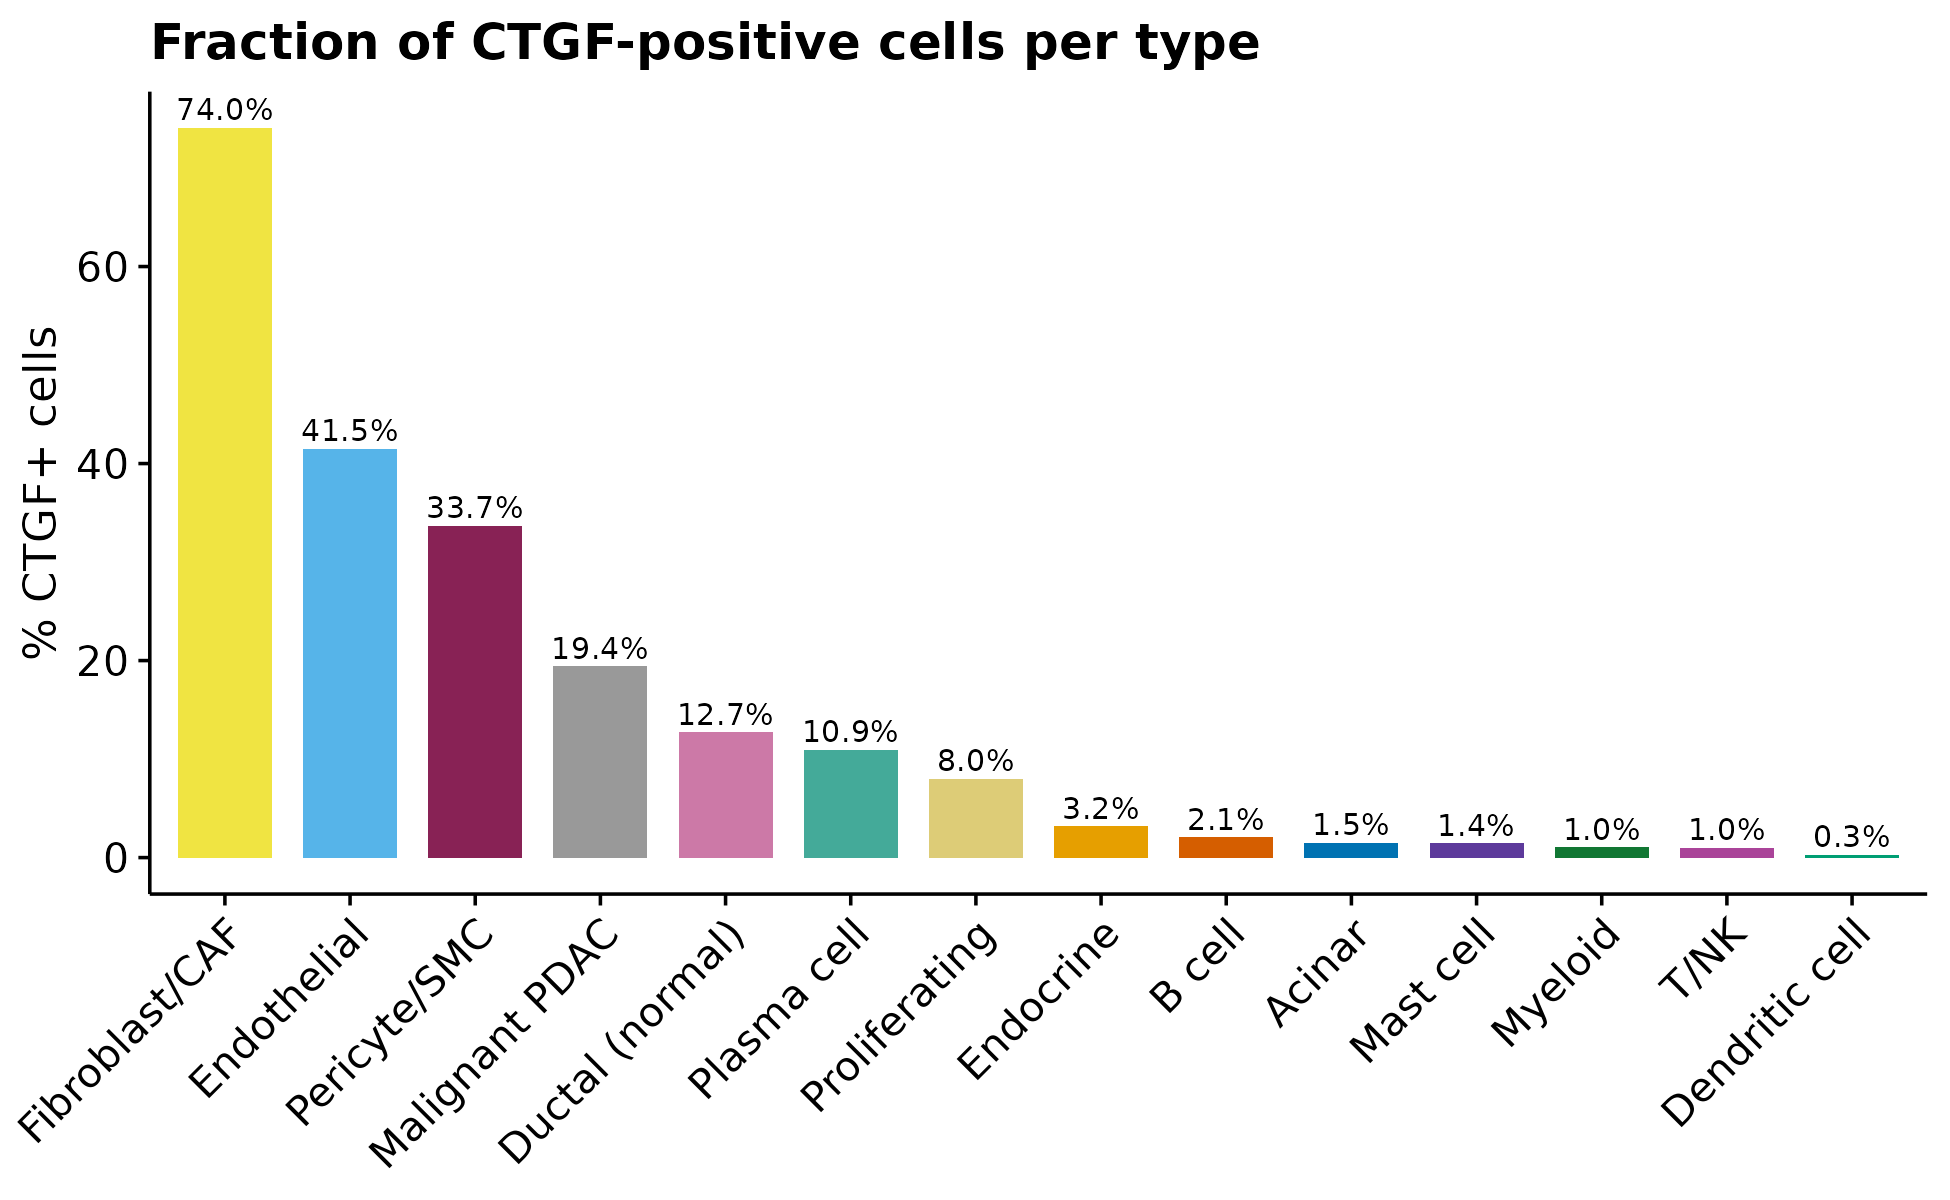 Fraction of CTGF-positive cells per type
% CTGF+ cells
60
40
20
0
74.0%
41.5%
33.7%
19.4%
12.7%
10.9%
8.0%
3.2%
2.1%
1.5%
1.4%
1.0%
1.0%
0.3%
Fibroblast/CAF
Endothelial
Pericyte/SMC
Malignant PDAC
Ductal (normal)
Plasma cell
Proliferating
Endocrine
B cell
Acinar
Mast cell
Myeloid
T/NK
Dendritic cell